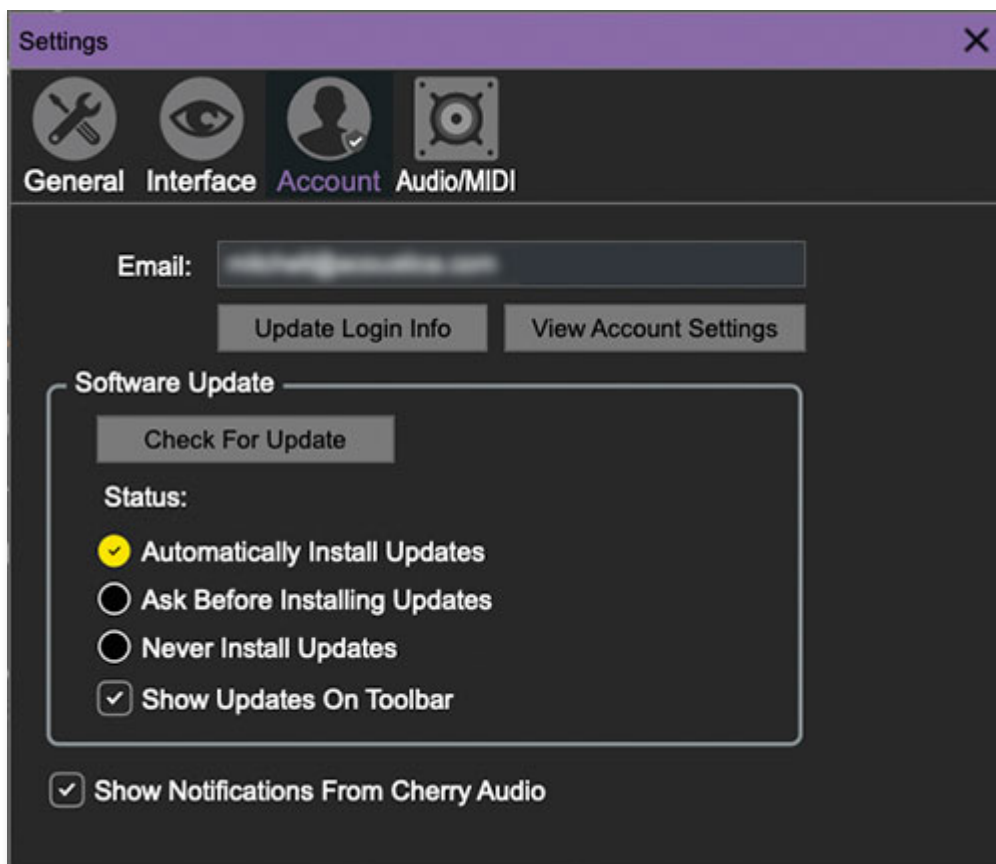 Settings
General Interface Account Audio/MIDI
Email:
Update Login Info View Account Settings
Software Update
Check For Update
Status:
Automatically Install Updates
Ask Before Installing Updates
Never Install Updates
Show Updates On Toolbar
Show Notifications From Cherry Audio